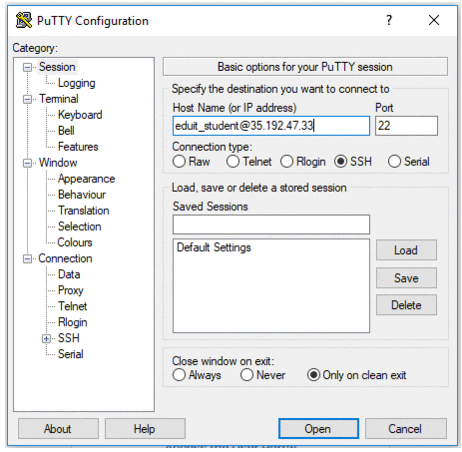 PuTTY Configuration
?
×
Category:
Session
Logging
Terminal
Keyboard
Bell
Features
Window
Appearance
Behaviour
Translation
Selection
Colours
Connection
Data
Proxy
Telnet
Rlogin
SSH
Serial
Basic options for your PuTTY session
Specify the destination you want to connect to
Host Name (or IP address) Port
eduit_student@35.192.47.33 22
Connection type:
Raw Telnet Rlogin SSH Serial
Load, save or delete a stored session
Saved Sessions
Default Settings
Load
Save
Delete
Close window on exit:
Always Never Only on clean exit
About Help Open Cancel